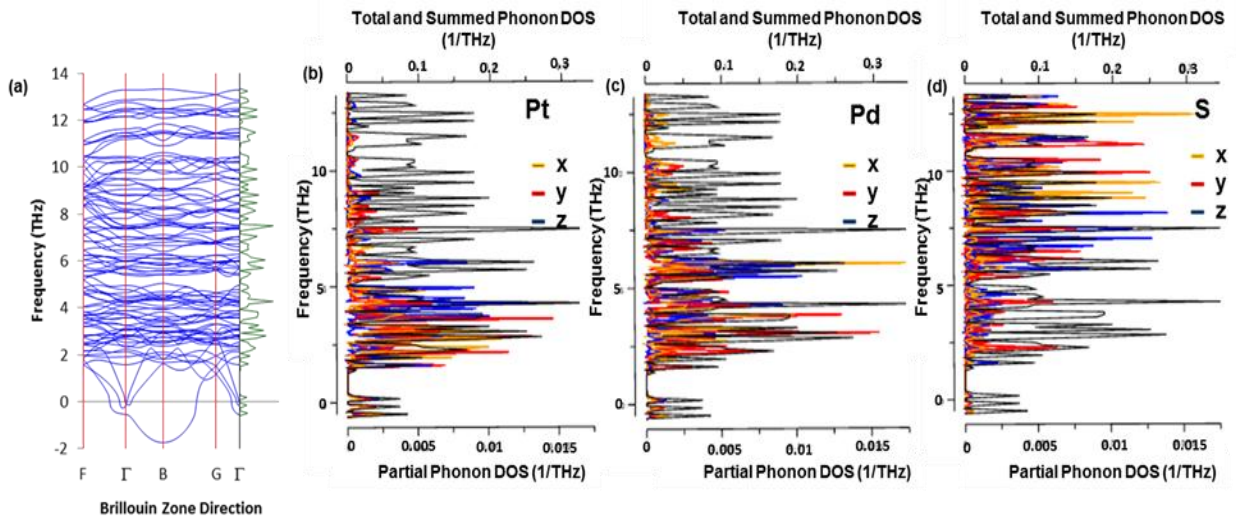 (a)
14
12
10
8
6
4
2
0
-2
Frequency (THz)
F Γ B G Γ
Brillouin Zone Direction
Total and Summed Phonon DOS
(1/THz)
0 0.1 0.2 0.3
(b)
Pt
x
y
z
10
5
0
Frequency (THz)
0 0.005 0.01 0.015
Partial Phonon DOS (1/THz)
Total and Summed Phonon DOS
(1/THz)
0 0.1 0.2 0.3
(c)
Pd
x
y
z
10
5
0
Frequency (THz)
0 0.005 0.01 0.015
Partial Phonon DOS (1/THz)
Total and Summed Phonon DOS
(1/THz)
0 0.1 0.2 0.3
(d)
S
x
y
z
10
5
0
Frequency (THz)
0 0.005 0.01 0.015
Partial Phonon DOS (1/THz)